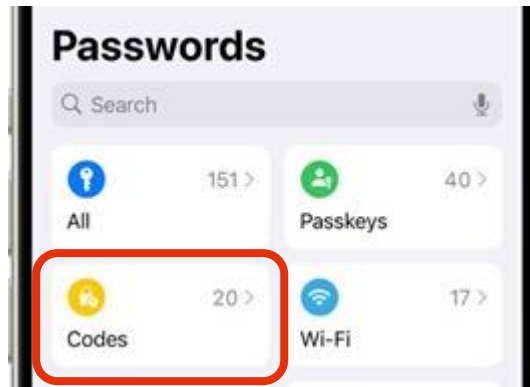 Passwords
Search
151 >
All
40 >
Passkeys
20 >
Codes
17 >
Wi-Fi